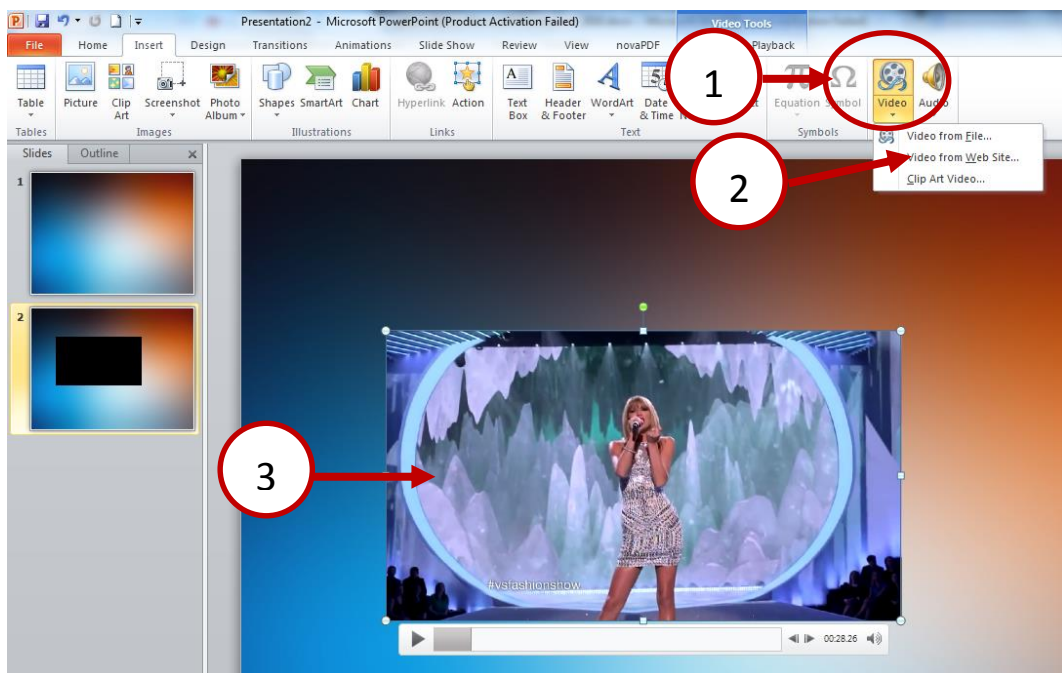 Presentation2 - Microsoft PowerPoint (Product Activation Failed)
Video Tools
File Home Insert Design Transitions Animations Slide Show Review View novaPDF Playback
Table Picture Clip Art Screenshot Photo Album Shapes SmartArt Chart Hyperlink Action Text Box Header & Footer WordArt Date & Time Equation Symbol Video Audio
Tables Images Illustrations Links Text Symbols
Video from File...
Video from Web Site...
Clip Art Video...
Slides Outline
1
2
1
2
3
#vsfashionshow
00:28.26